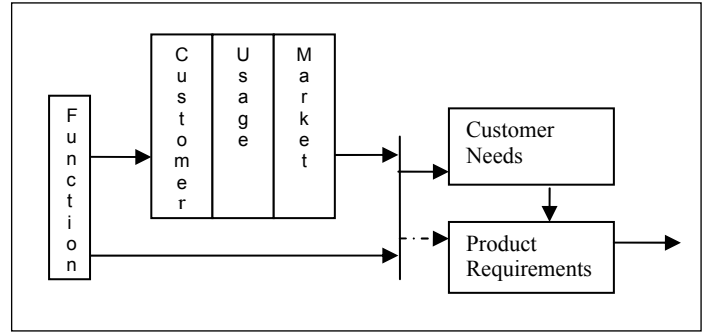 Function
Customer
Usage
Market
Customer
Needs
Product
Requirements